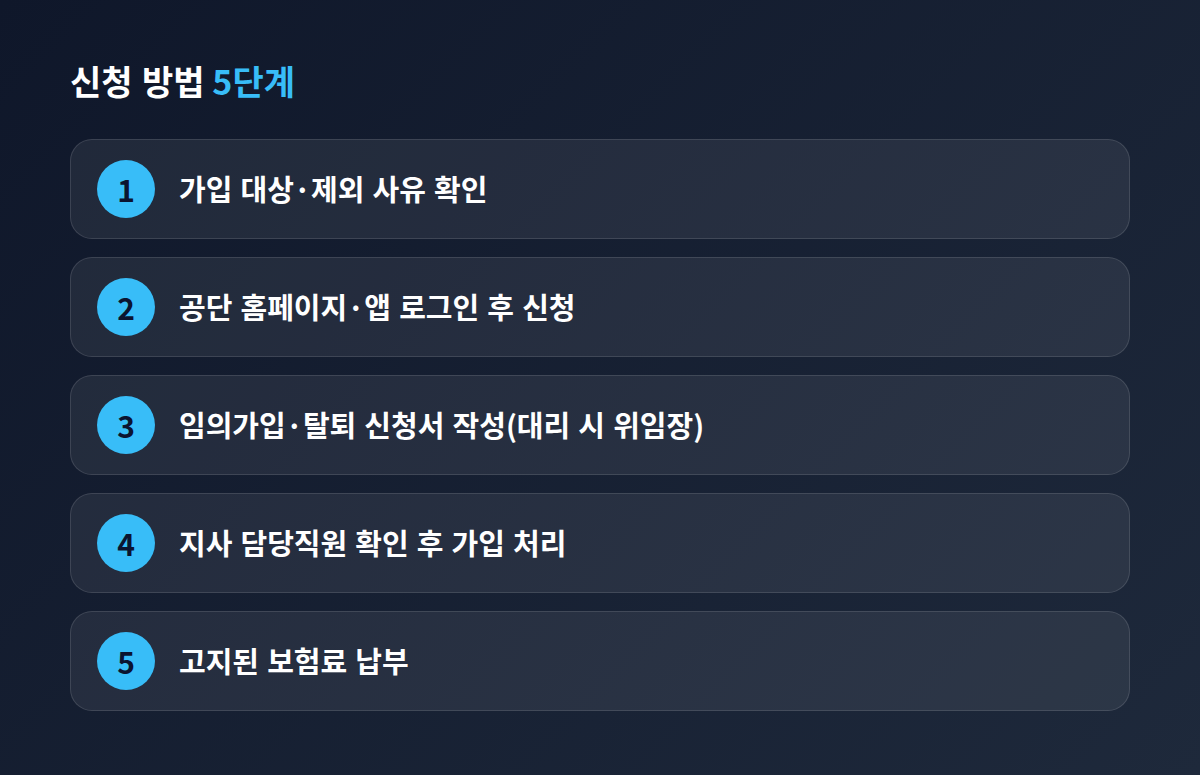 신청 방법 5단계
1 가입 대상·제외 사유 확인
2 공단 홈페이지·앱 로그인 후 신청
3 임의가입·탈퇴 신청서 작성(대리 시 위임장)
4 지사 담당직원 확인 후 가입 처리
5 고지된 보험료 납부